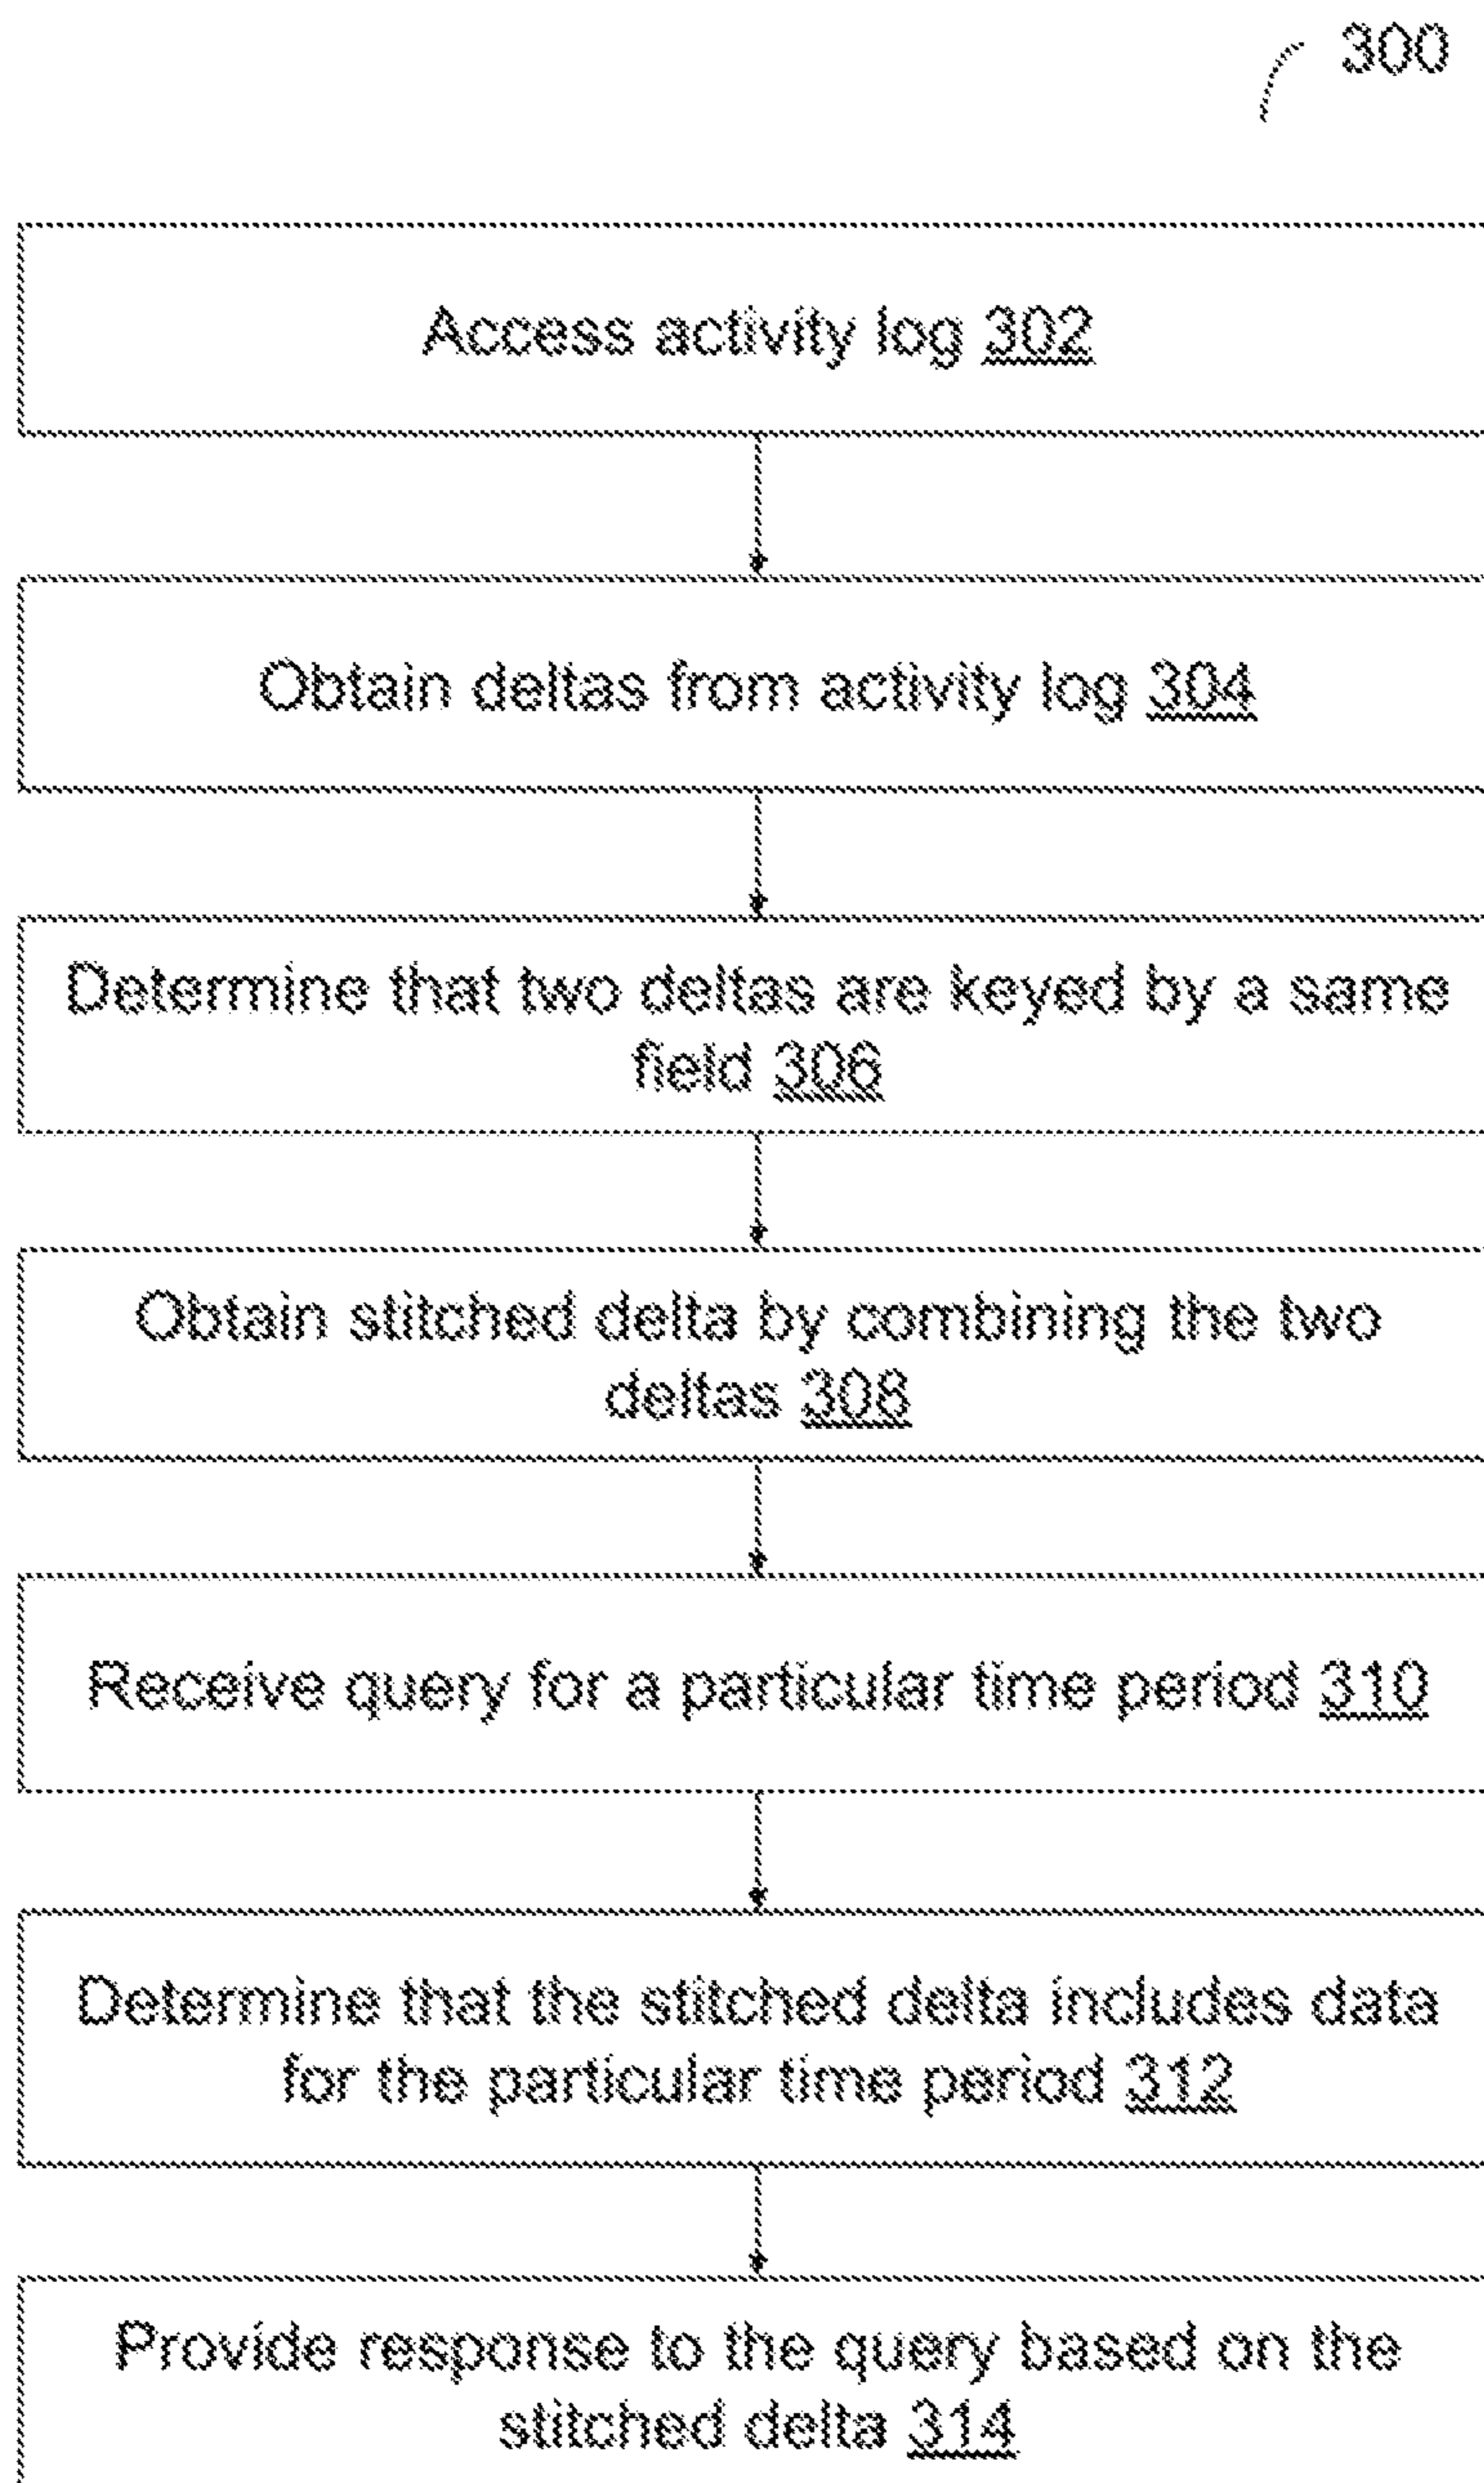 300
Access activity log 302
Obtain deltas from activity log 304
Determine that two deltas are keyed by a same
field 306
Obtain stitched delta by combining the two
deltas 308
Receive query for a particular time period 310
Determine that the stitched delta includes data
for the particular time period 312
Provide response to the query based on the
stitched delta 314